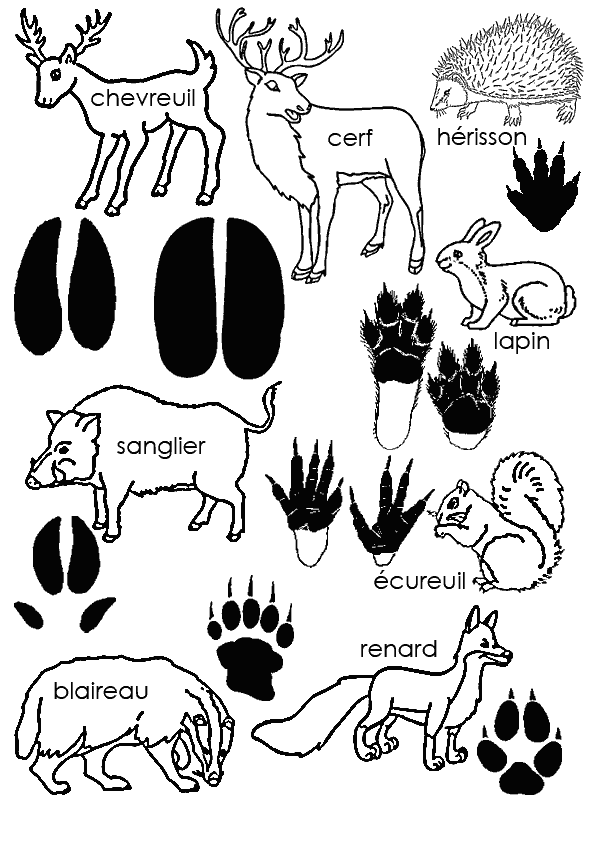 chevreuil
cerf
hérisson
lapin
sanglier
écureuil
renard
blaireau